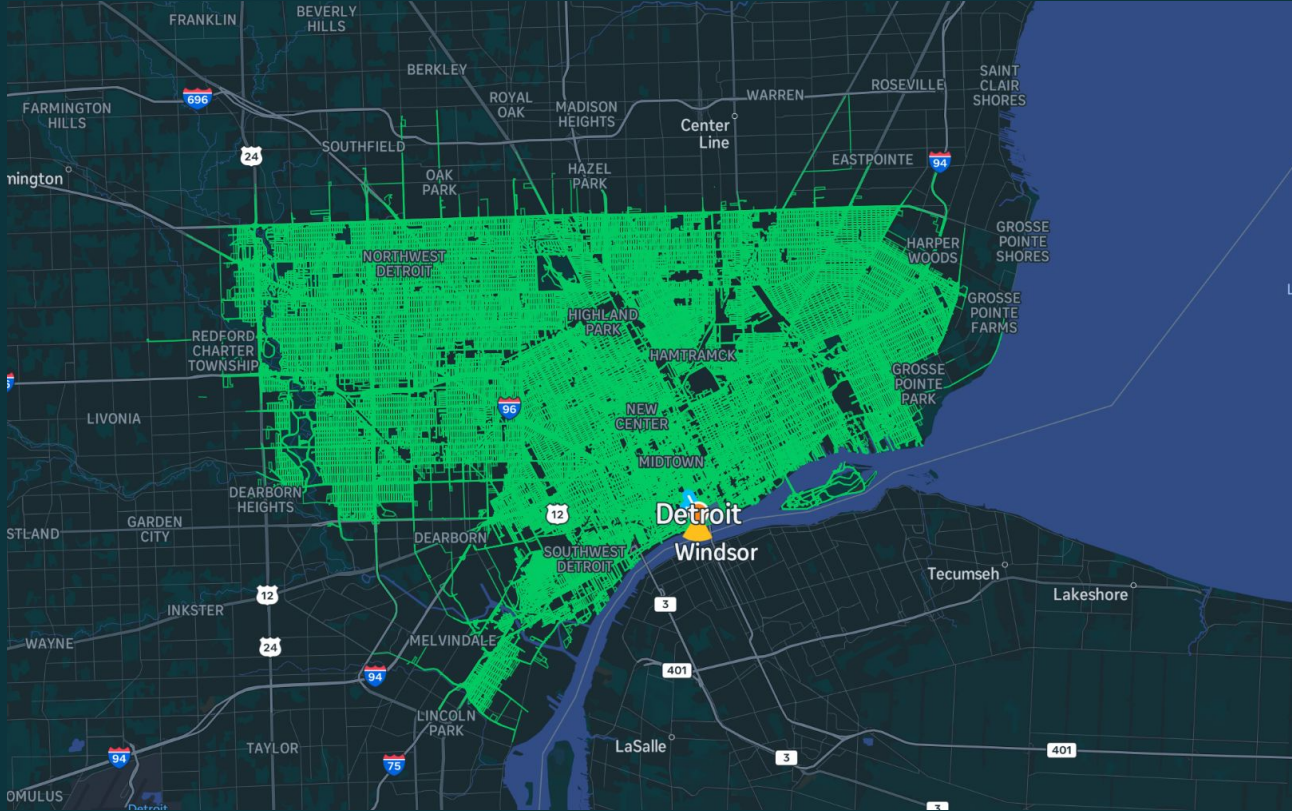 FRANKLIN
BEVERLY
HILLS
BERKLEY
696
FARMINGTON
HILLS
ROYAL
OAK
MADISON
HEIGHTS
WARREN
ROSEVILLE
SAINT
CLAIR
SHORES
Center
Line
24
SOUTHFIELD
EASTPOINTE
94
mington
OAK
PARK
HAZEL
PARK
NORTHWEST
DETROIT
HARPER
WOODS
GROSSE
POINTE
SHORES
GROSSE
POINTE
FARMS
HIGHLAND
PARK
REDFORD
CHARTER
TOWNSHIP
HAMTRAMCK
GROSSE
POINTE
PARK
96
NEW
CENTER
LIVONIA
MIDTOWN
DEARBORN
HEIGHTS
GARDEN
CITY
STLAND
12
Detroit
DEARBORN
SOUTHWEST
DETROIT
Windsor
Tecumseh
Lakeshore
12
INKSTER
3
WAYNE
24
MELVINDALE
94
401
LINCOLN
PARK
TAYLOR
LaSalle
94
75
3
401
OMULUS
Detroit
3